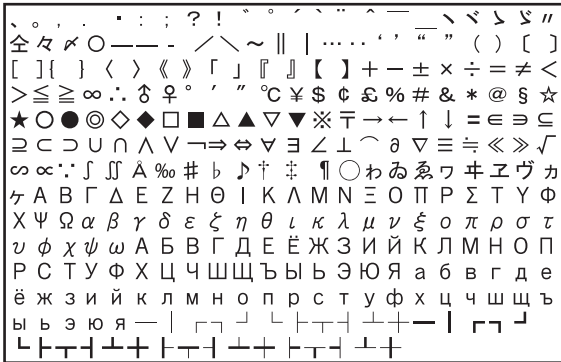 、。，．・：；？！゛゜´｀¨＾￣＿ヽヾゝゞ〃
仝々〆〇ー―‐／＼～∥｜…‥‘’“”（）〔〕
［］｛｝〈〉《》「」『』【】＋－±×÷＝≠＜
＞≦≧∞∴♂♀°′″℃￥＄￠￡％＃＆＊＠§☆
★○●◎◇◆□■△▲▽▼※〒→←↑↓〓∈∋⊆
⊇⊂⊃∪∩∧∨￢⇒⇔∀∃∠⊥⌒∂∇≡≒≪≫√
∽∝∵∫∬Å‰♯♭♪†‡¶◯ゎゐゑヮヰヱヴヵ
ヶΑΒΓΔΕΖΗΘΙΚΛΜΝΞΟΠΡΣΤΥΦ
ΧΨΩαβγδεζηθικλμνξοπρστ
υφχψωАБВГДЕЁЖЗИЙКЛМНОП
РСТУФХЦЧШЩЪЫЬЭЮЯабвгде
ёжзийклмнопрстуфхцчшщъ
ыьэюя─│┌┐┘└├┬┤┴┼━┃┏┓┛
┗┣┳┫┻╋┠┯┨┷┿┝┰┥┸╂